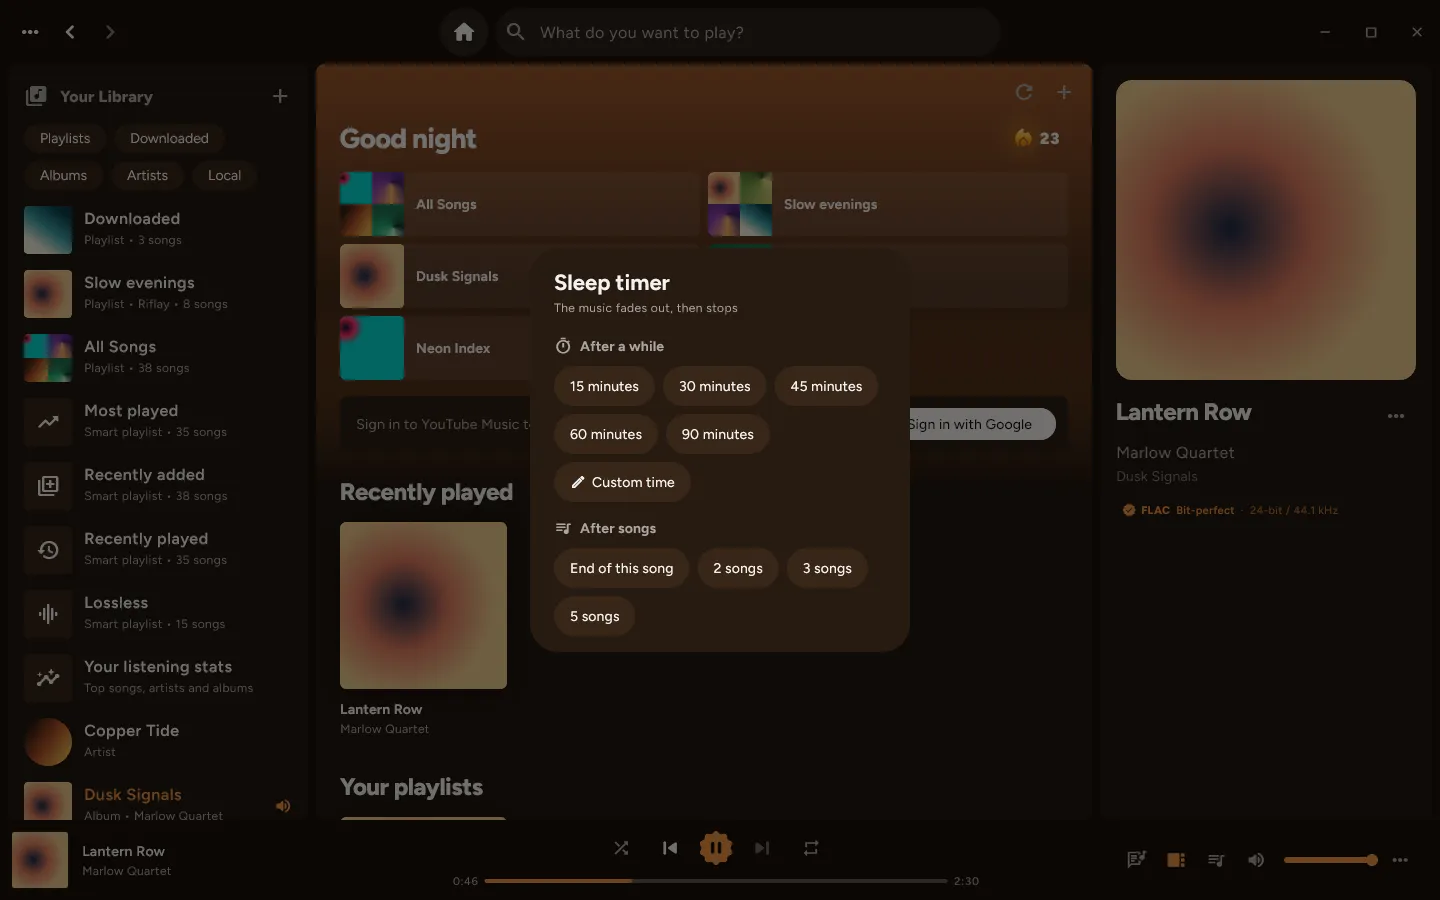 What do you want to play?
Your Library
Playlists
Downloaded
Albums
Artists
Local
Downloaded
Playlist • 3 songs
Slow evenings
Playlist • Riflay • 8 songs
All Songs
Playlist • 38 songs
Most played
Smart playlist • 35 songs
Recently added
Smart playlist • 38 songs
Recently played
Smart playlist • 35 songs
Lossless
Smart playlist • 15 songs
Your listening stats
Top songs, artists and albums
Copper Tide
Artist
Dusk Signals
Album • Marlow Quartet
Good night
23
All Songs
Slow evenings
Dusk Signals
Neon Index
Sign in to YouTube Music
Sign in with Google
Recently played
Lantern Row
Marlow Quartet
Your playlists
Sleep timer
The music fades out, then stops
After a while
15 minutes
30 minutes
45 minutes
60 minutes
90 minutes
Custom time
After songs
End of this song
2 songs
3 songs
5 songs
Lantern Row
Marlow Quartet
Dusk Signals
FLAC Bit-perfect · 24-bit / 44.1 kHz
Lantern Row
Marlow Quartet
0:46
2:30